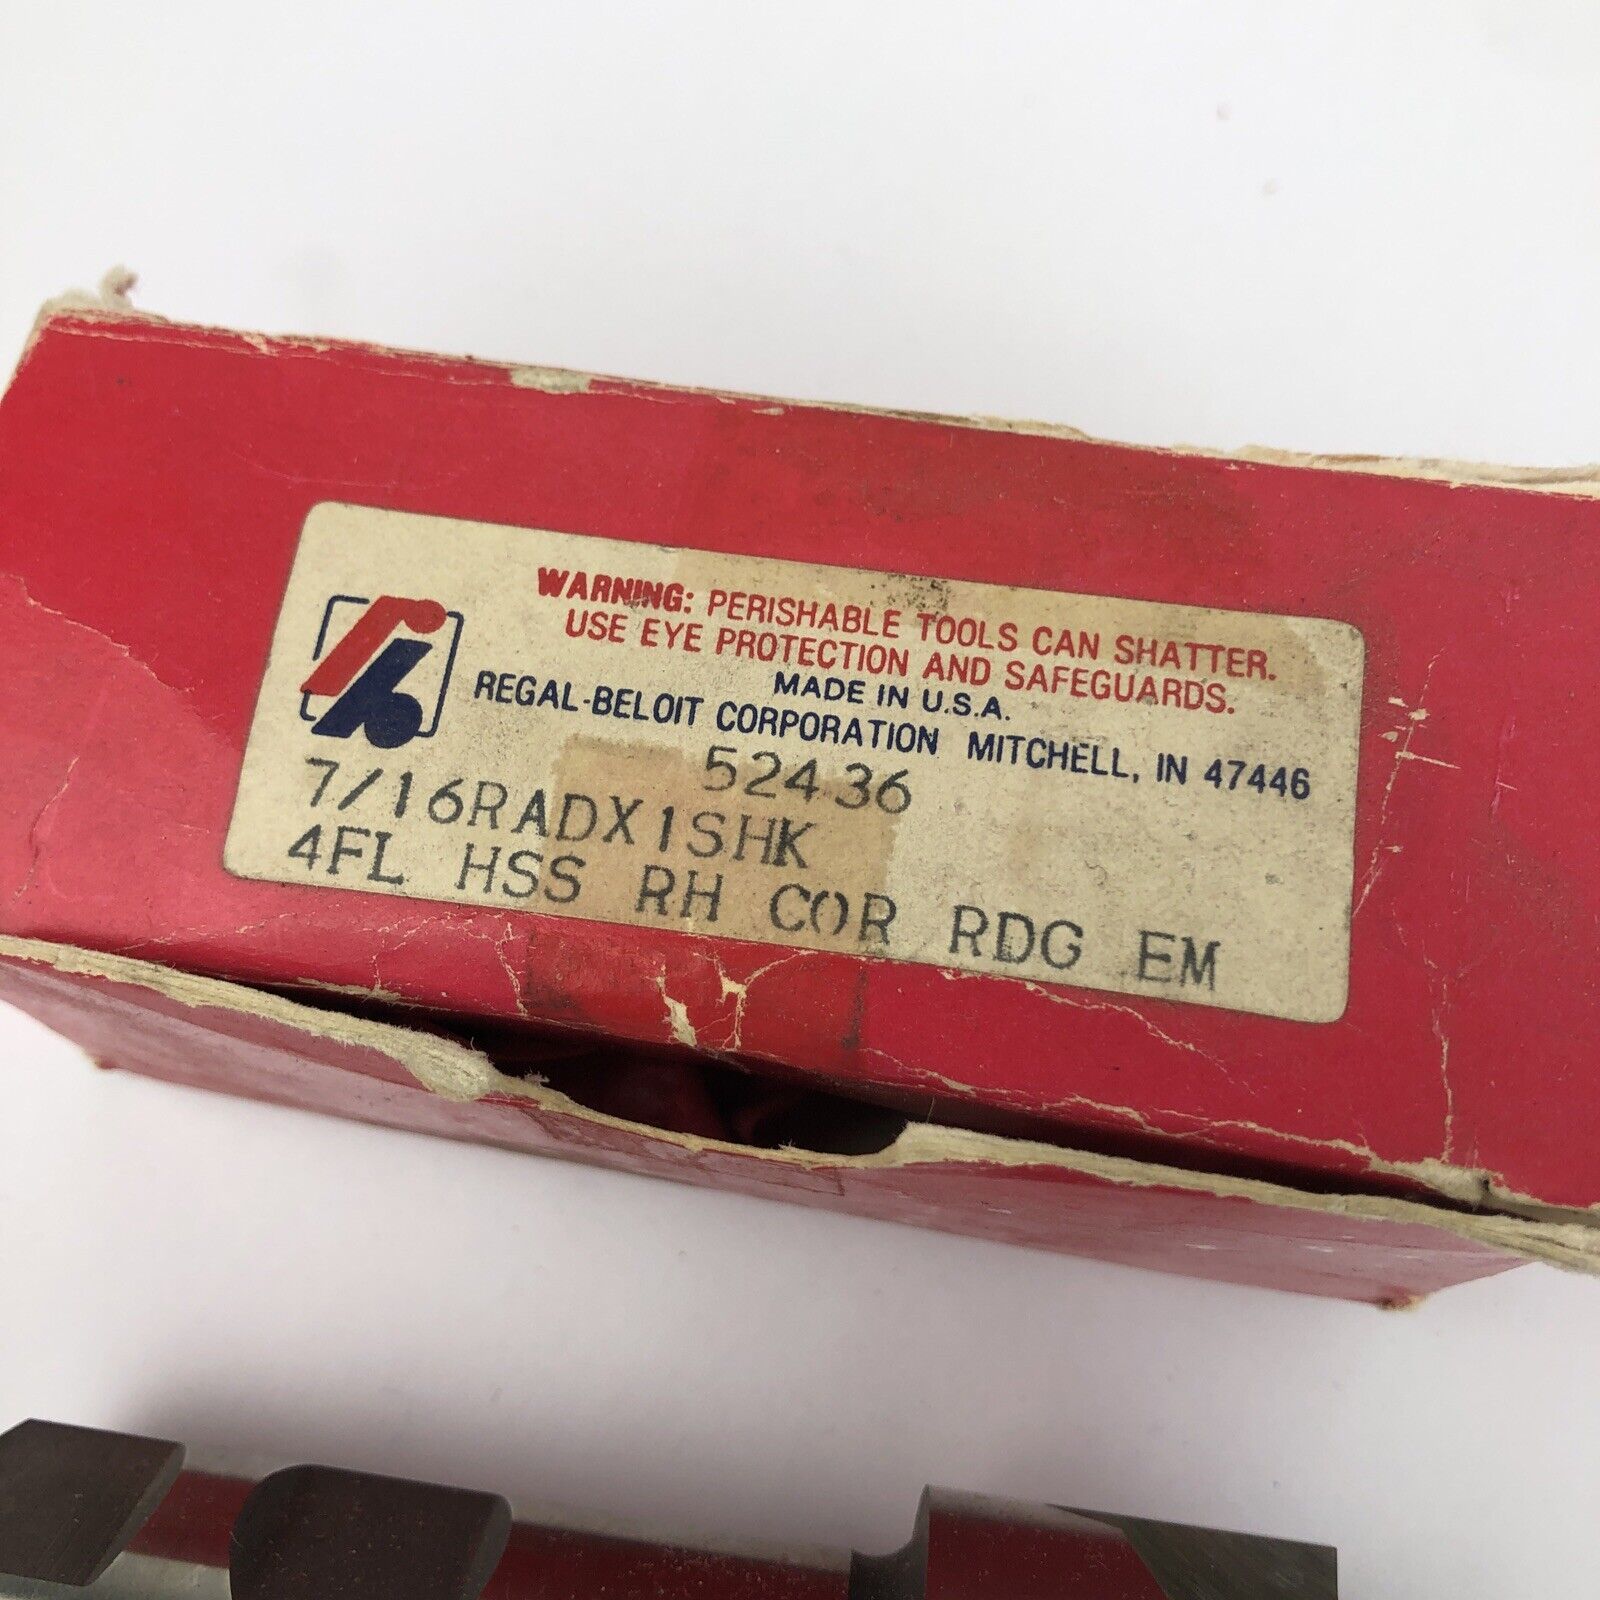 WARNING: PERISHABLE TOOLS CAN SHATTER.
USE EYE PROTECTION AND SAFEGUARDS.
MADE IN U.S.A.
REGAL-BELOIT CORPORATION MITCHELL, IN 47446
52436
7/16RADX1SHK
4FL HSS RH COR RDG EM